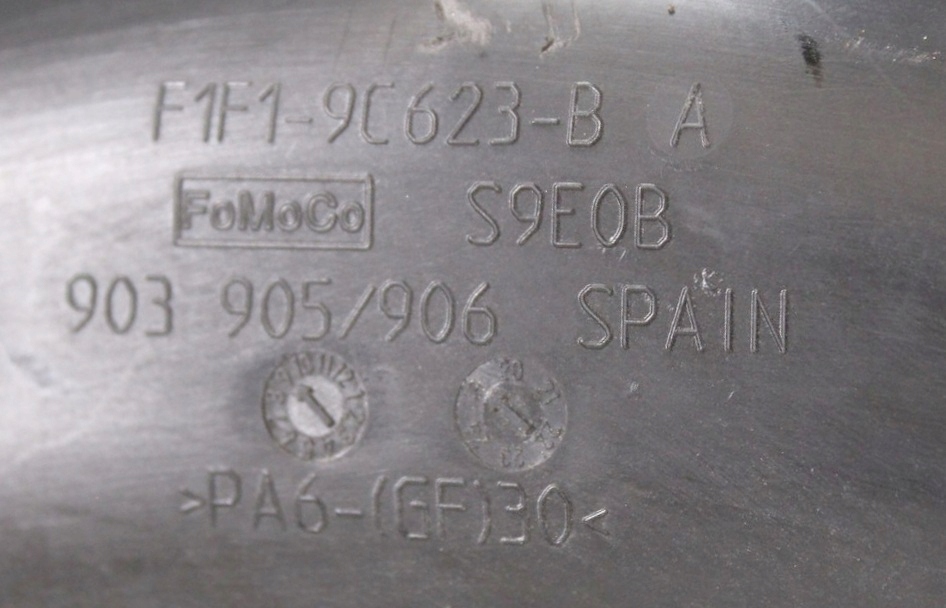 F1F1-9C623-B A
FoMoCo S9E0B
903 905/906 SPAIN
>PA6-(GF)30<